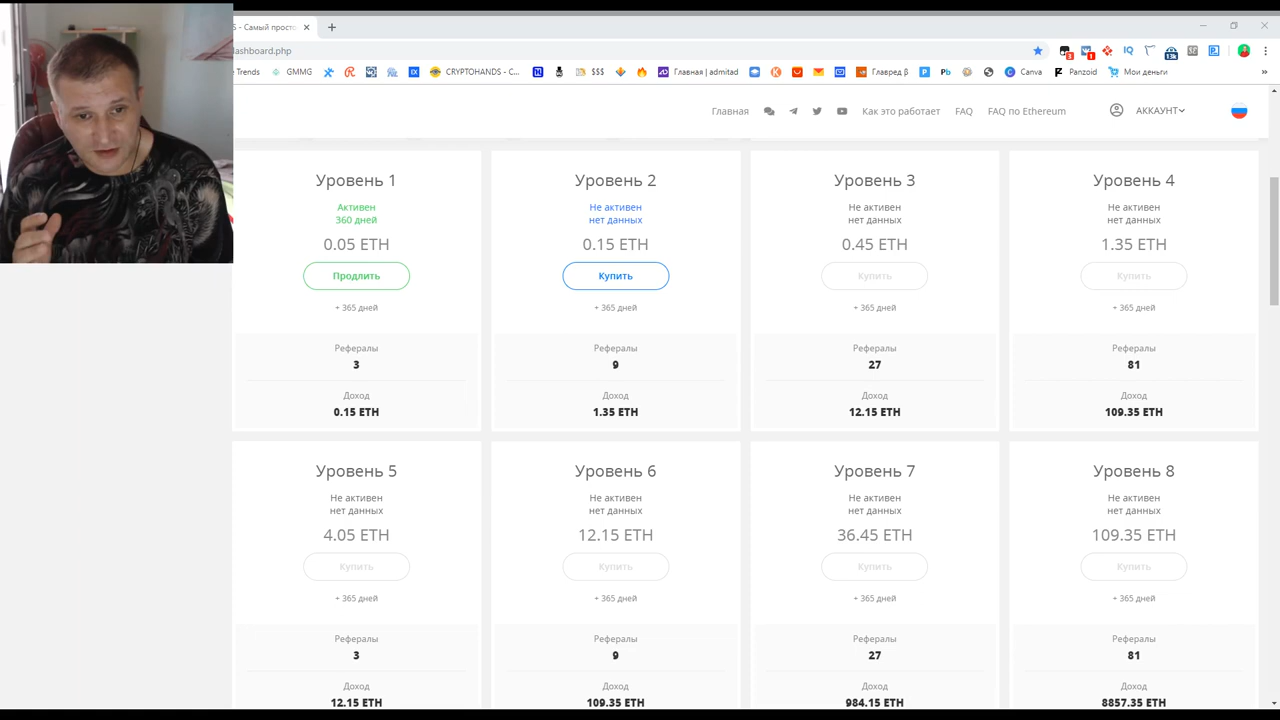 Б - Самый просто
dashboard.php
Trends
GMMG
CRYPTOHANDS - C...
$$$
Главная | admitad
Главред β
Canva
Panzoid
Мои деньги
Главная
Как это работает
FAQ
FAQ по Ethereum
АККАУНТ
Уровень 1
Активен
360 дней
0.05 ETH
Продлить
+ 365 дней
Рефералы
3
Доход
0.15 ETH
Уровень 2
Не активен
нет данных
0.15 ETH
Купить
+ 365 дней
Рефералы
9
Доход
1.35 ETH
Уровень 3
Не активен
нет данных
0.45 ETH
Купить
+ 365 дней
Рефералы
27
Доход
12.15 ETH
Уровень 4
Не активен
нет данных
1.35 ETH
Купить
+ 365 дней
Рефералы
81
Доход
109.35 ETH
Уровень 5
Не активен
нет данных
4.05 ETH
Купить
+ 365 дней
Рефералы
3
Доход
12.15 ETH
Уровень 6
Не активен
нет данных
12.15 ETH
Купить
+ 365 дней
Рефералы
9
Доход
109.35 ETH
Уровень 7
Не активен
нет данных
36.45 ETH
Купить
+ 365 дней
Рефералы
27
Доход
984.15 ETH
Уровень 8
Не активен
нет данных
109.35 ETH
Купить
+ 365 дней
Рефералы
81
Доход
8857.35 ETH